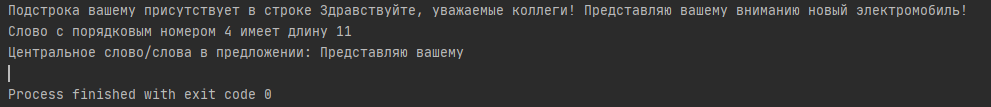 Подстрока вашему присутствует в строке Здравствуйте, уважаемые коллеги! Представляю вашему вниманию новый электромобиль!
Слово с порядковым номером 4 имеет длину 11
Центральное слово/слова в предложении: Представляю вашему
Process finished with exit code 0